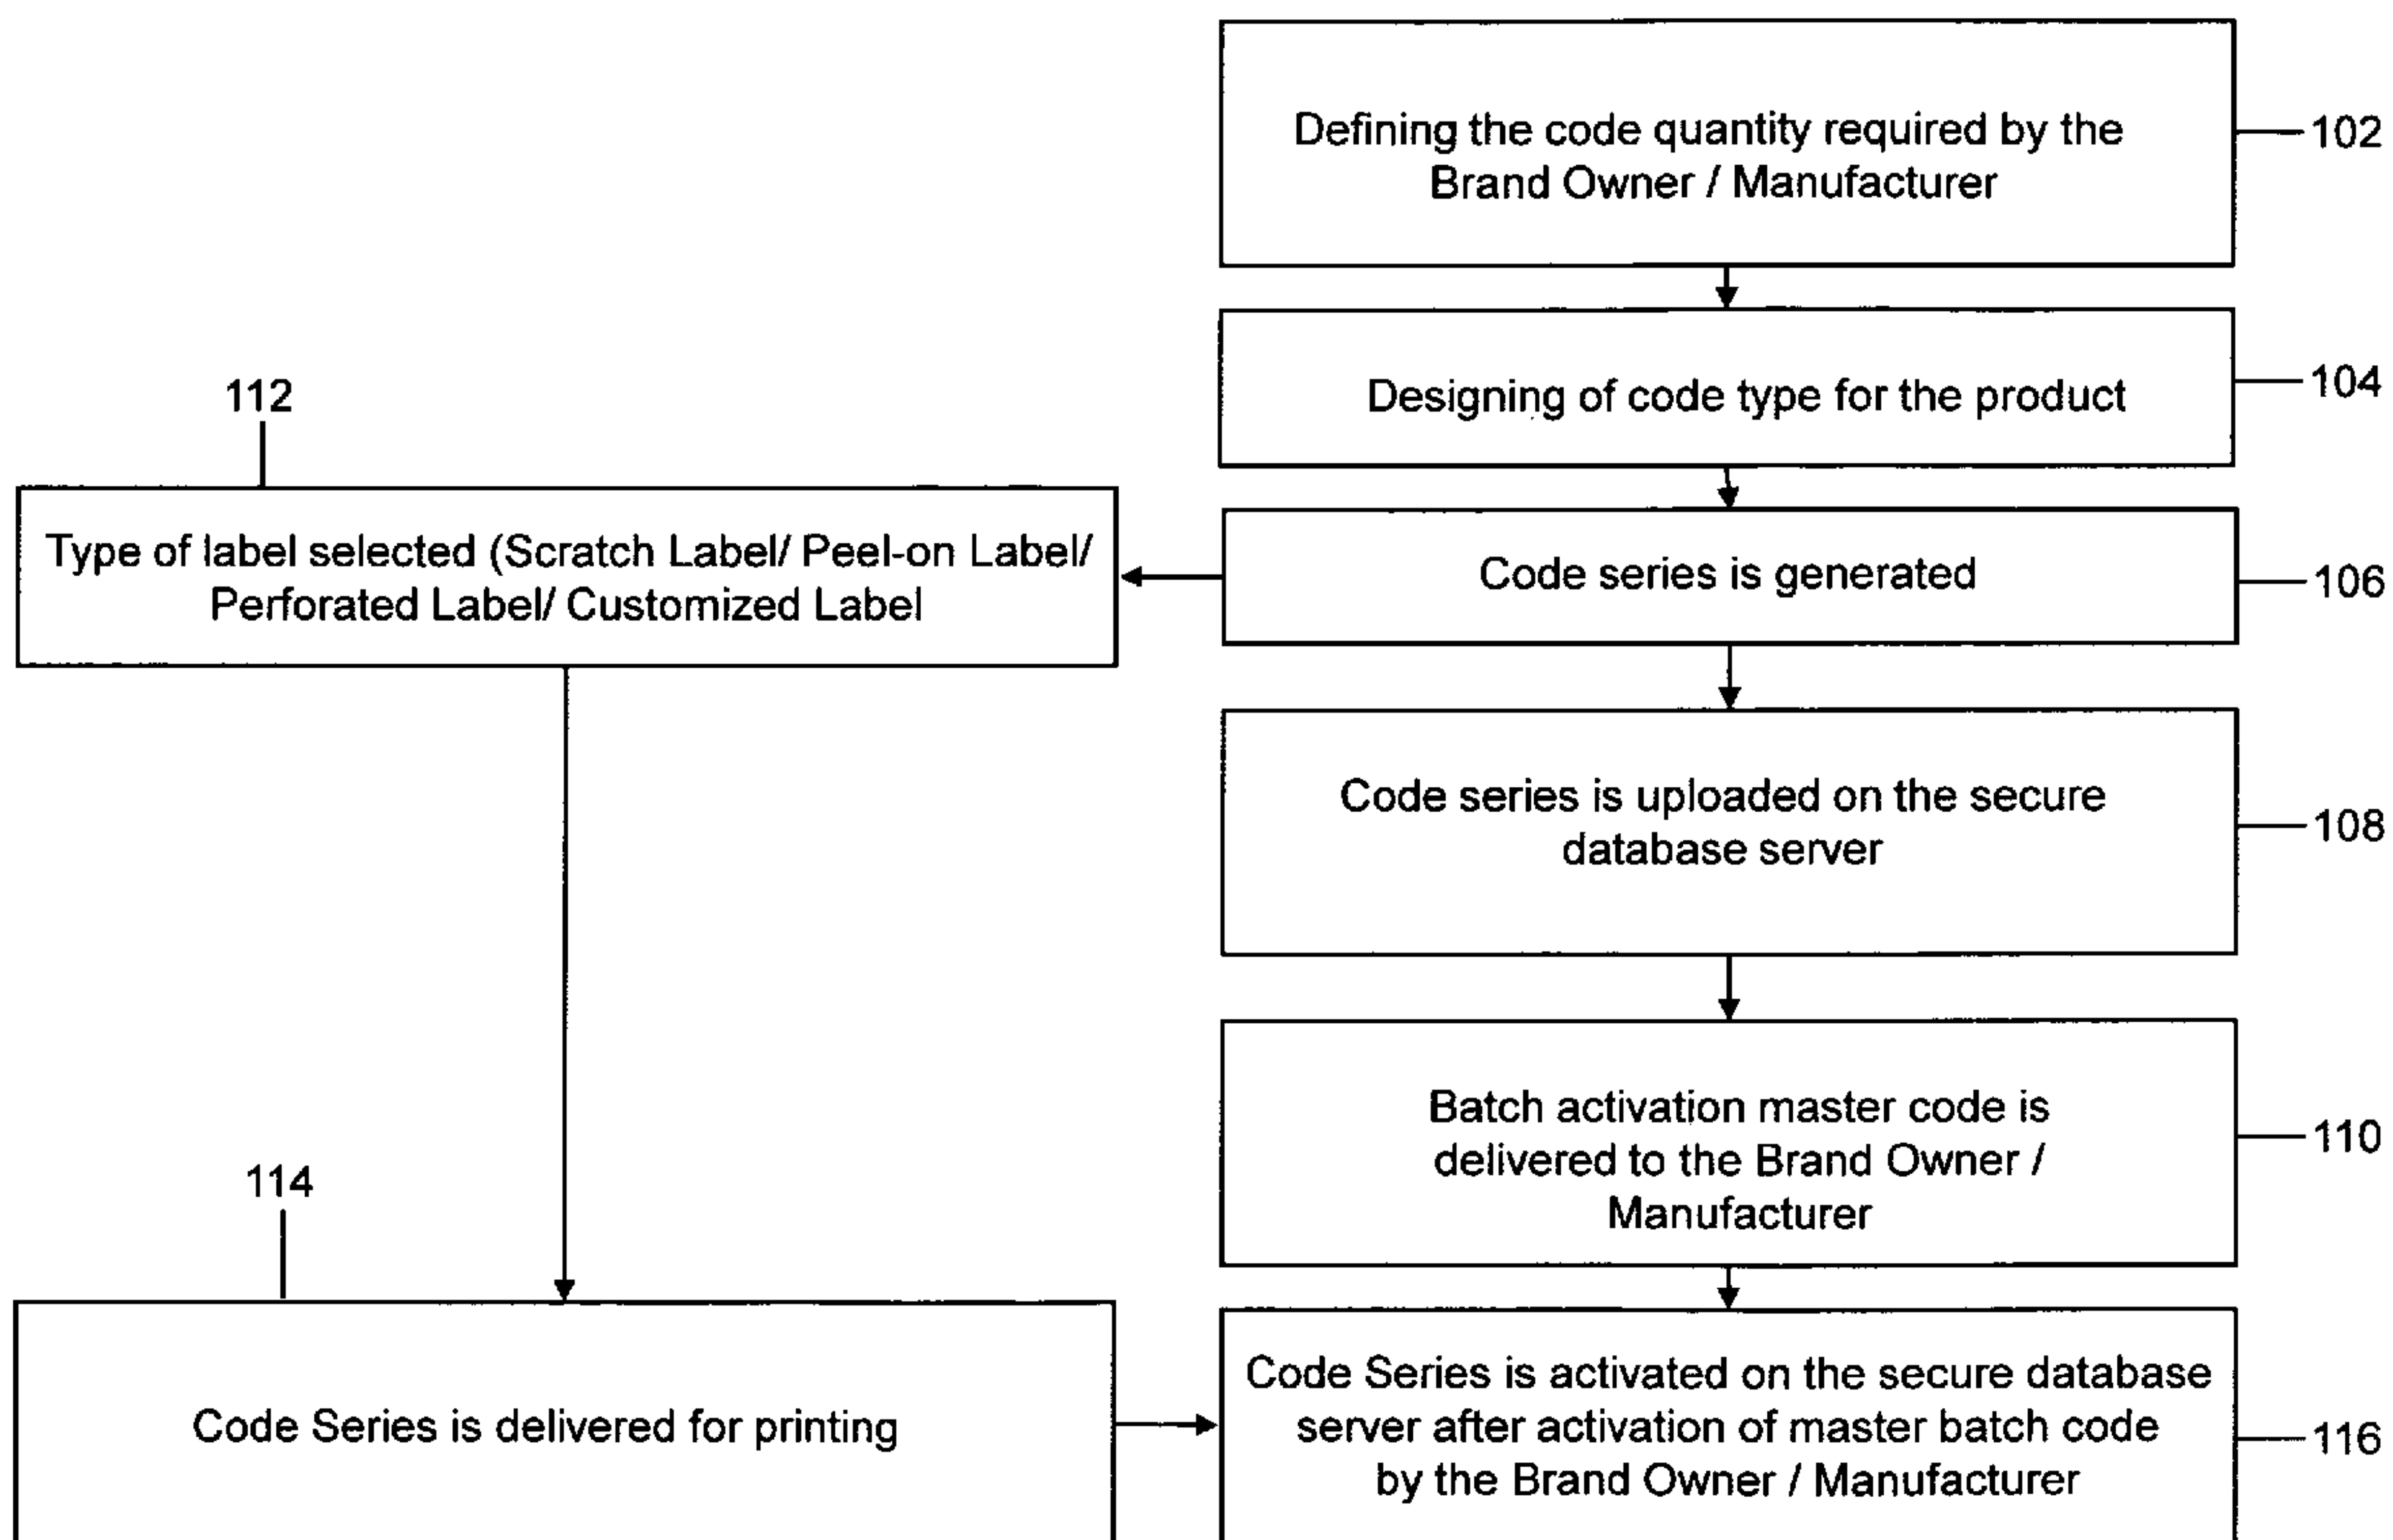 Defining the code quantity required by the
Brand Owner / Manufacturer
102
Designing of code type for the product
104
112
Type of label selected (Scratch Label/ Peel-on Label/
Perforated Label/ Customized Label
Code series is generated
106
Code series is uploaded on the secure
database server
108
Batch activation master code is
delivered to the Brand Owner /
Manufacturer
110
114
Code Series is delivered for printing
Code Series is activated on the secure database
server after activation of master batch code
by the Brand Owner / Manufacturer
116